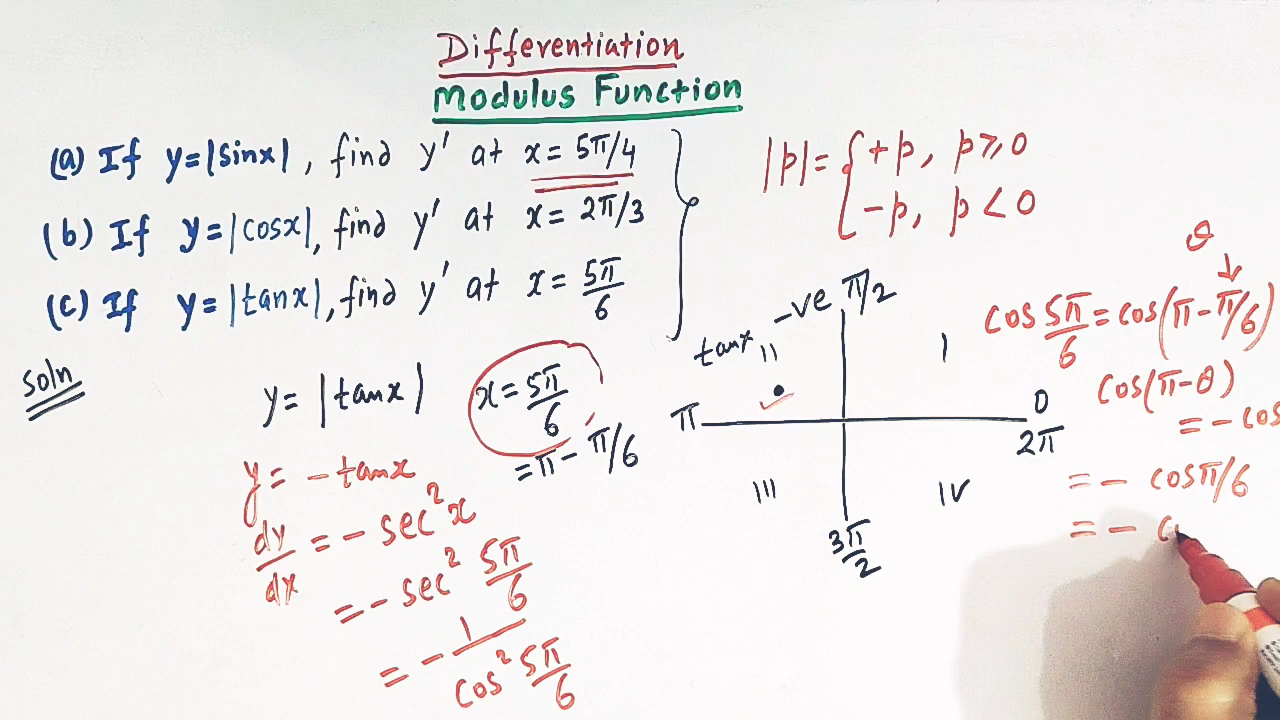 Differentiation
Modulus Function
(a) If y=|sinx|, find y' at x = 5π/4
(b) If y=|cosx|, find y' at x = 2π/3
(c) If y=|tanx|, find y' at x = 5π/6
|p| = { +p, p ≥ 0
-p, p < 0
Soln
y = |tanx|
x = 5π/6
= π - π/6
y = - tanx
dy/dx = - sec² x
= - sec² 5π/6
= - 1/cos² 5π/6
-ve π/2
tanx
II
I
π
0
2π
III
IV
3π/2
θ
↓
cos 5π/6 = cos(π - π/6)
cos(π-θ)
= - cos
= - cosπ/6
= -